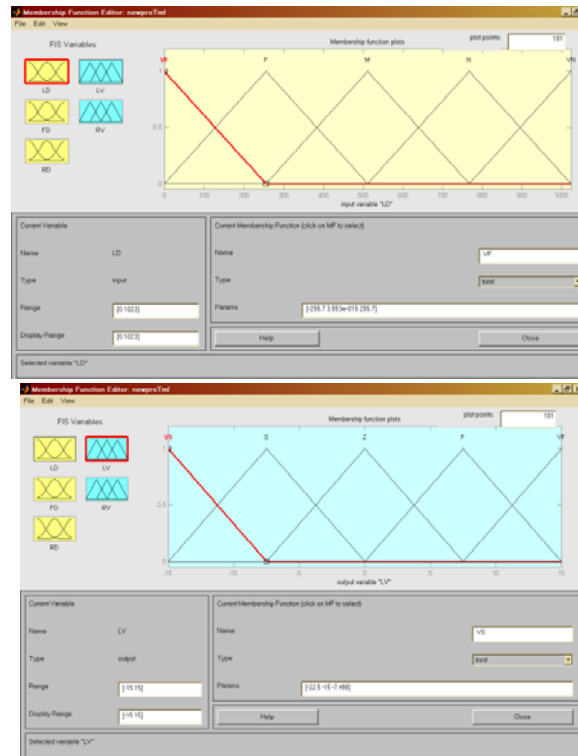 Membership Function Editor: newproTmf
File Edit View
FIS Variables
Membership function plots
plot points:
181
LD
LV
FD
RV
RD
VF F M N VN
1
0.5
0
0 100 200 300 400 500 600 700 800 900 1000
input variable "LD"
Current Variable
Current Membership Function (click on MF to select)
Name LD
Name VF
Type input
Type trimf
Range [0 1023]
Params [-255.7 3.553e-015 255.7]
Display Range [0 1023]
Help Close
Selected variable "LD"
Membership Function Editor: newproTmf
File Edit View
FIS Variables
Membership function plots
plot points:
181
LD
LV
FD
RV
RD
VS S Z F VF
1
0.5
0
-15 -10 -5 0 5 10 15
output variable "LV"
Current Variable
Current Membership Function (click on MF to select)
Name LV
Name VS
Type output
Type trimf
Range [-15 15]
Params [-22.5 -15 -7.498]
Display Range [-15 15]
Help Close
Selected variable "LV"